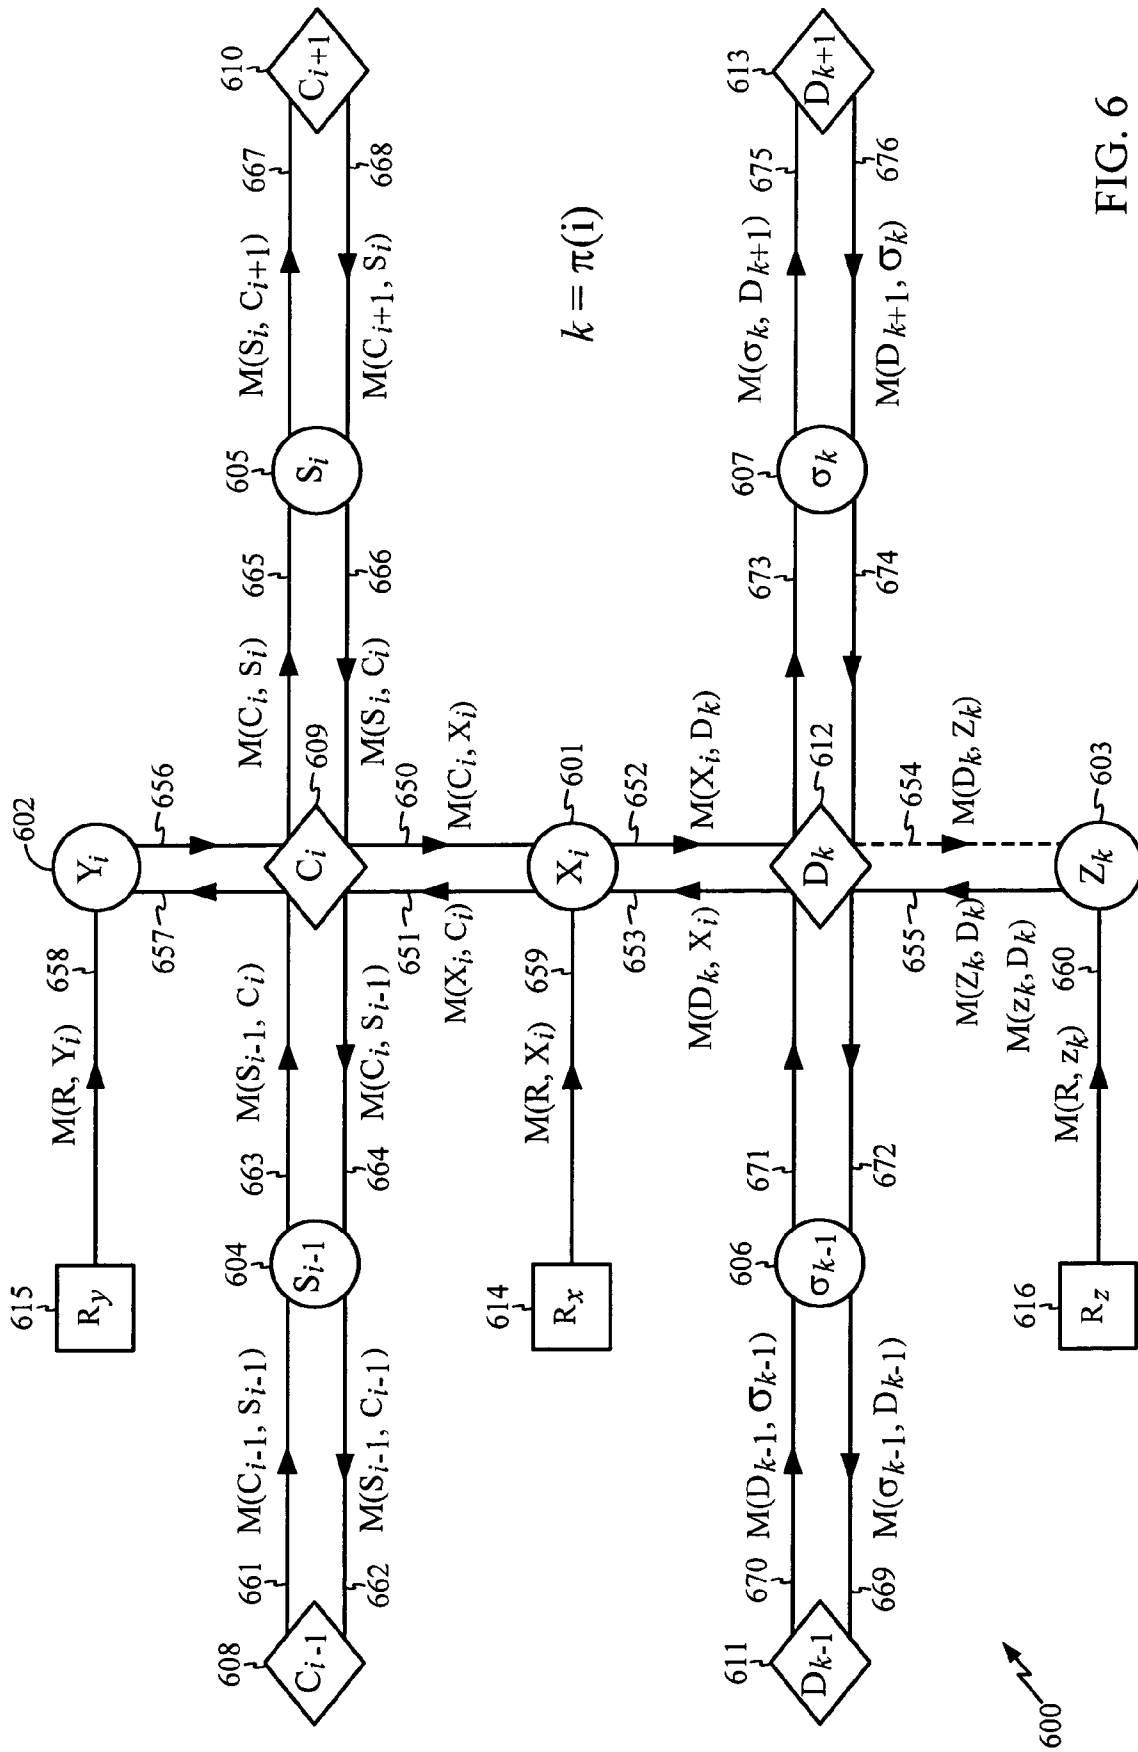 615
R_y
M(R, Y_i)
658
602
Y_i
657
656
608
C_{i-1}
661
M(C_{i-1}, S_{i-1})
662
M(S_{i-1}, C_{i-1})
604
S_{i-1}
663
M(S_{i-1}, C_i)
664
M(C_i, S_{i-1})
C_i
609
M(C_i, S_i)
665
M(S_i, C_i)
666
605
S_i
M(S_i, C_{i+1})
667
M(C_{i+1}, S_i)
668
610
C_{i+1}
651
M(X_i, C_i)
650
M(C_i, X_i)
614
R_x
M(R, X_i)
659
X_i
601
k = π(i)
M(D_k, X_i)
653
652
M(X_i, D_k)
611
D_{k-1}
670
M(D_{k-1}, σ_{k-1})
669
M(σ_{k-1}, D_{k-1})
606
σ_{k-1}
671
672
D_k
612
673
674
607
σ_k
M(σ_k, D_{k+1})
675
M(D_{k+1}, σ_k)
676
613
D_{k+1}
655
M(Z_k, D_k)
M(z_k, D_k)
654
M(D_k, Z_k)
616
R_z
M(R, z_k)
660
Z_k
603
600
FIG. 6